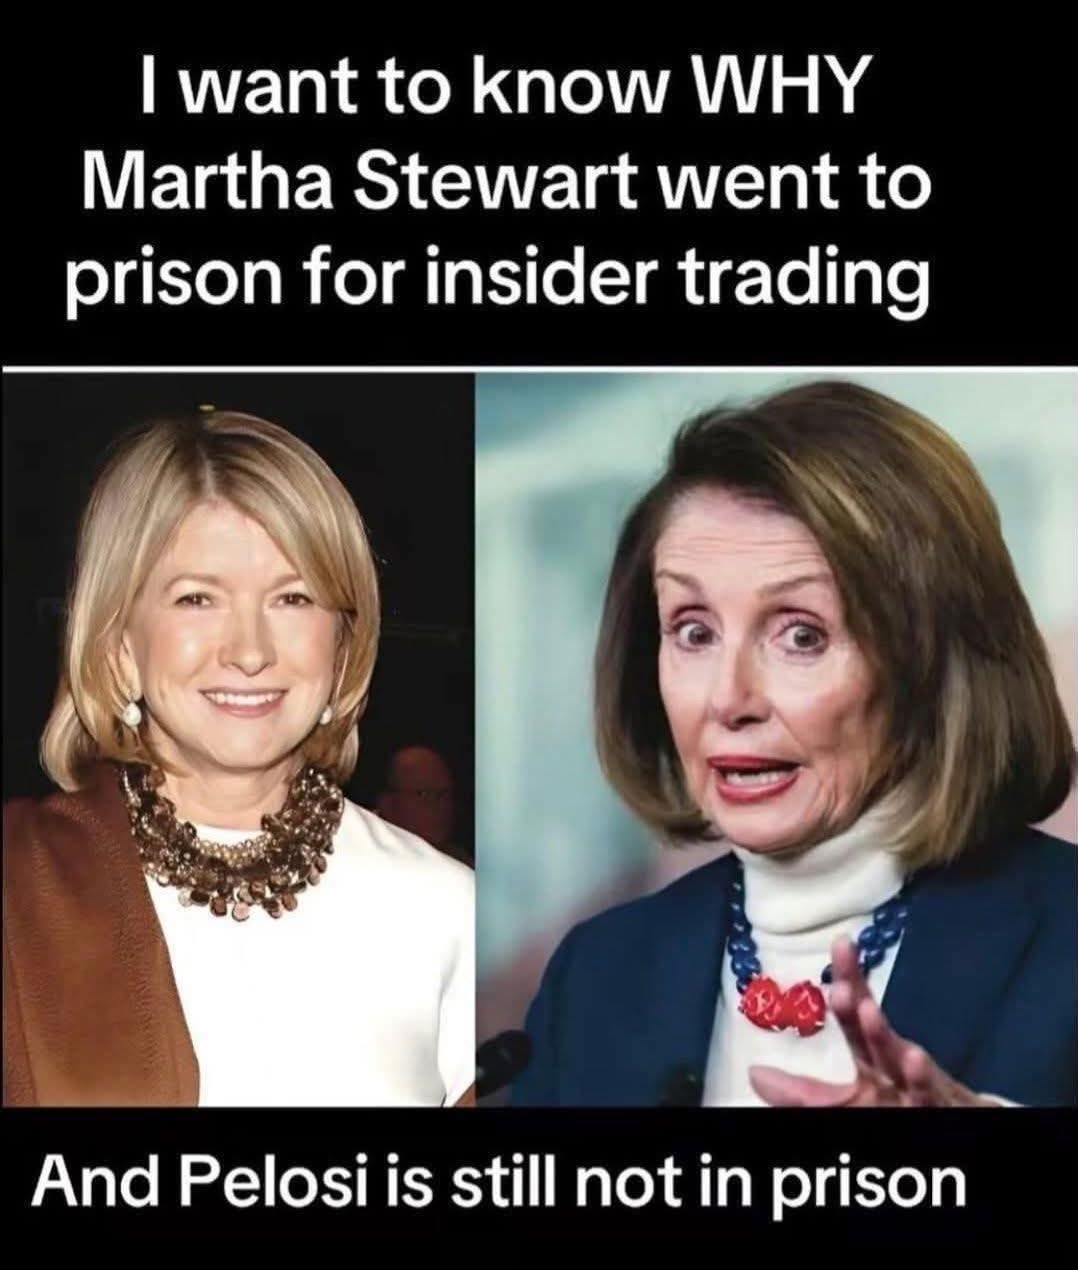 I want to know WHY
Martha Stewart went to
prison for insider trading
And Pelosi is still not in prison